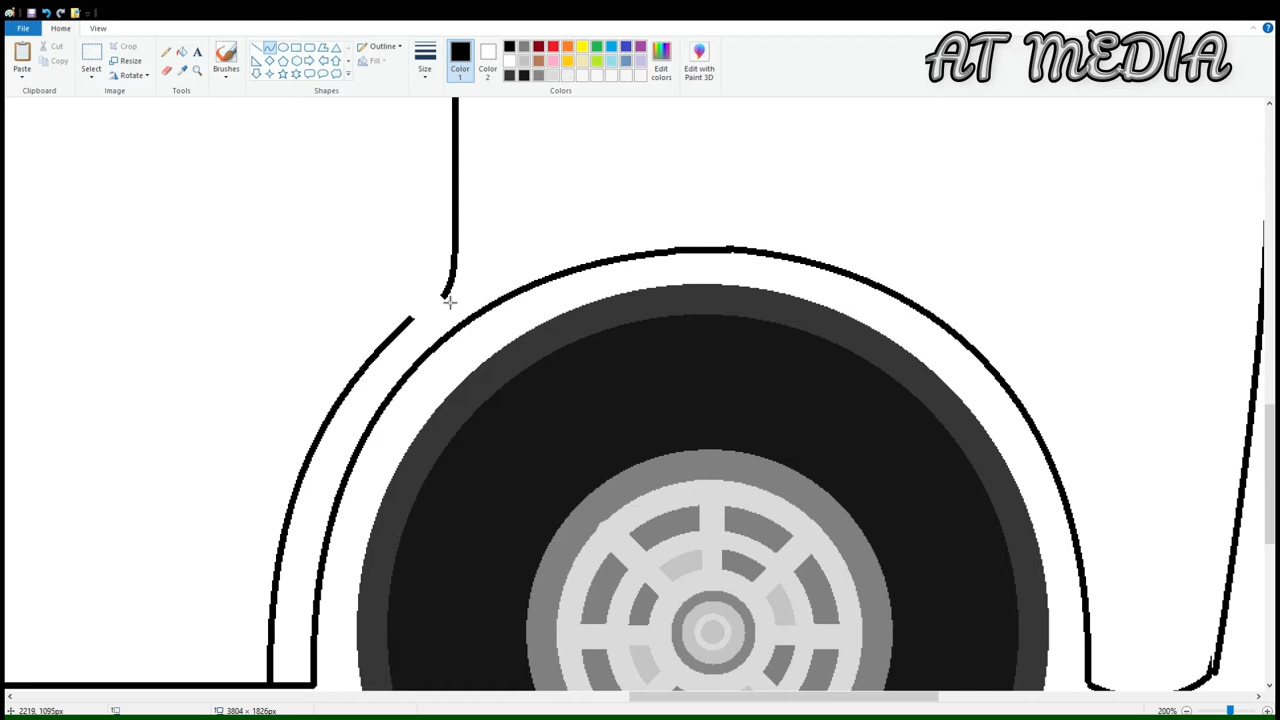 File Home View
Paste Cut Copy Clipboard
Select Crop Resize Rotate Image
A Tools
Brushes
Outline Fill Shapes
Size
Color 1 Color 2 Edit colors Colors
Edit with Paint 3D
AT MEDIA
2219, 1095px 3804 × 1826px 200%